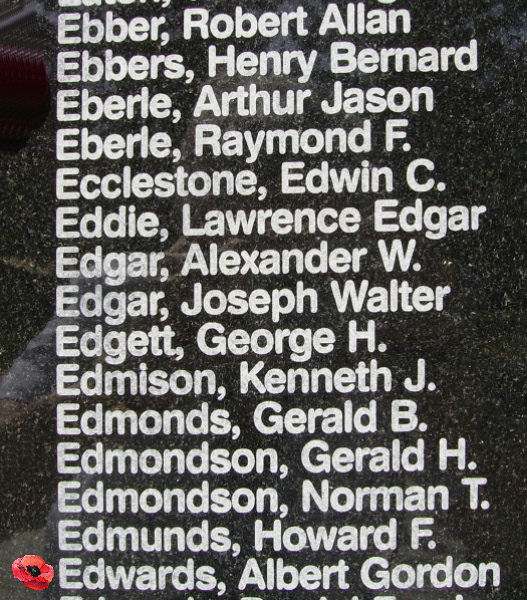 Ebber, Robert Allan
Ebbers, Henry Bernard
Eberle, Arthur Jason
Eberle, Raymond F.
Ecclestone, Edwin C.
Eddie, Lawrence Edgar
Edgar, Alexander W.
Edgar, Joseph Walter
Edgett, George H.
Edmison, Kenneth J.
Edmonds, Gerald B.
Edmondson, Gerald H.
Edmondson, Norman T.
Edmunds, Howard F.
Edwards, Albert Gordon